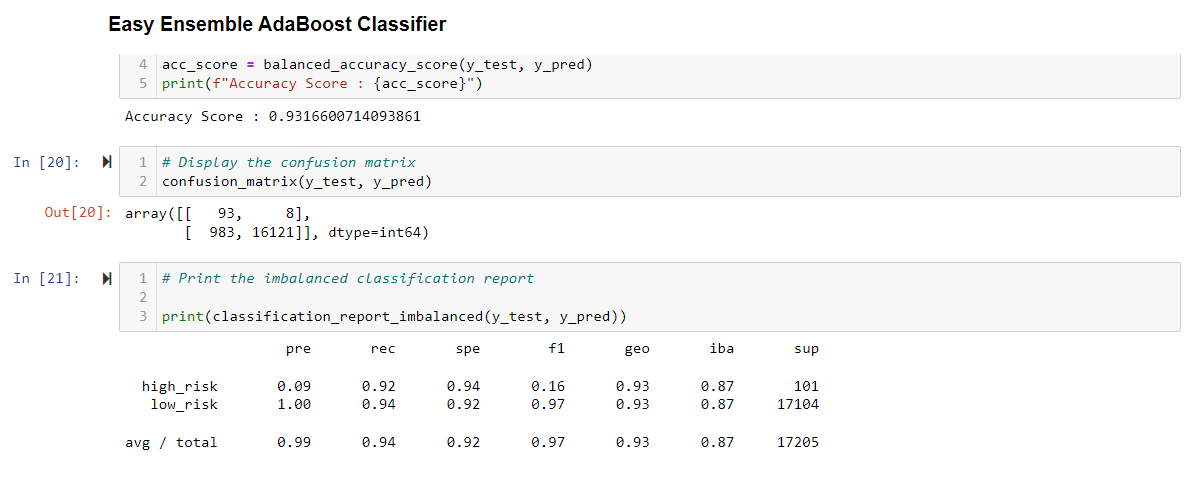 Easy Ensemble AdaBoost Classifier
4 acc_score = balanced_accuracy_score(y_test, y_pred)
5 print(f"Accuracy Score : {acc_score}")
Accuracy Score : 0.9316600714093861
In [20]: 1 # Display the confusion matrix
2 confusion_matrix(y_test, y_pred)
Out[20]: array([[   93,     8],
[  983, 16121]], dtype=int64)
In [21]: 1 # Print the imbalanced classification report
2
3 print(classification_report_imbalanced(y_test, y_pred))
pre rec spe f1 geo iba sup
high_risk 0.09 0.92 0.94 0.16 0.93 0.87 101
low_risk 1.00 0.94 0.92 0.97 0.93 0.87 17104
avg / total 0.99 0.94 0.92 0.97 0.93 0.87 17205